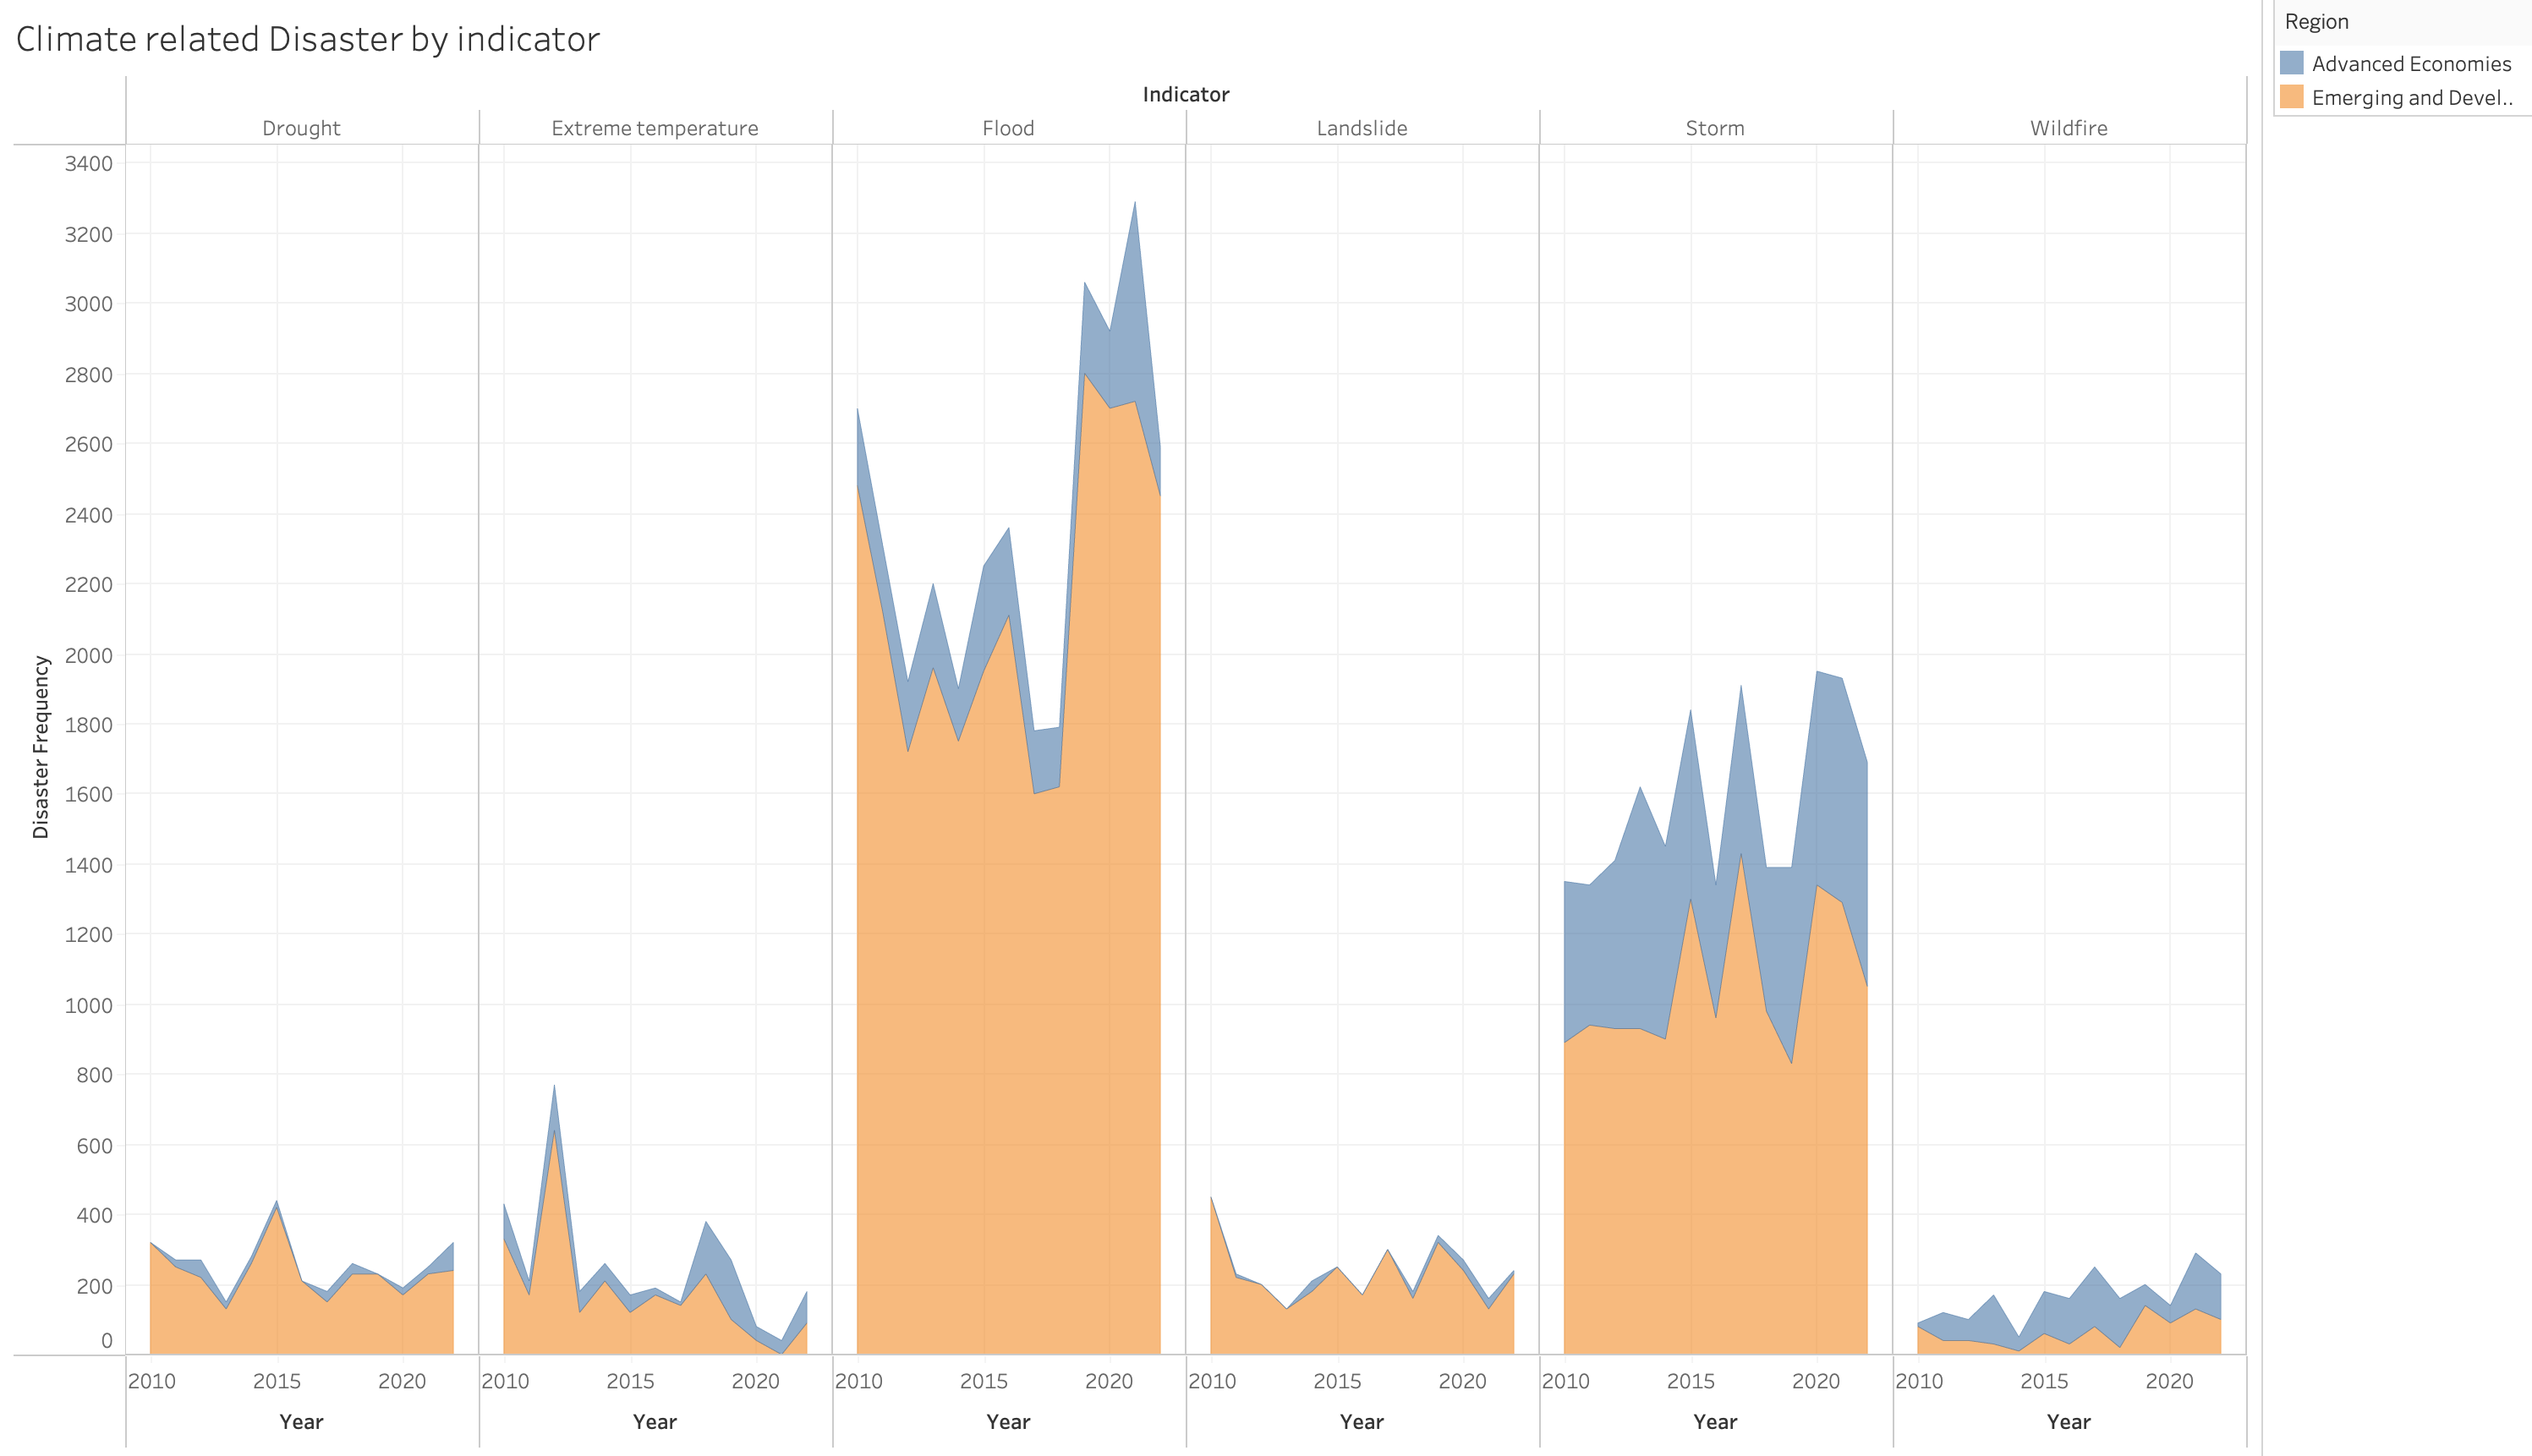 Climate related Disaster by indicator
Region
Advanced Economies
Emerging and Devel..
Indicator
Drought Extreme temperature Flood Landslide Storm Wildfire
3400
3200
3000
2800
2600
2400
2200
2000
1800
1600
1400
1200
1000
800
600
400
200
0
Disaster Frequency
2010 2015 2020 2010 2015 2020 2010 2015 2020 2010 2015 2020 2010 2015 2020 2010 2015 2020
Year Year Year Year Year Year